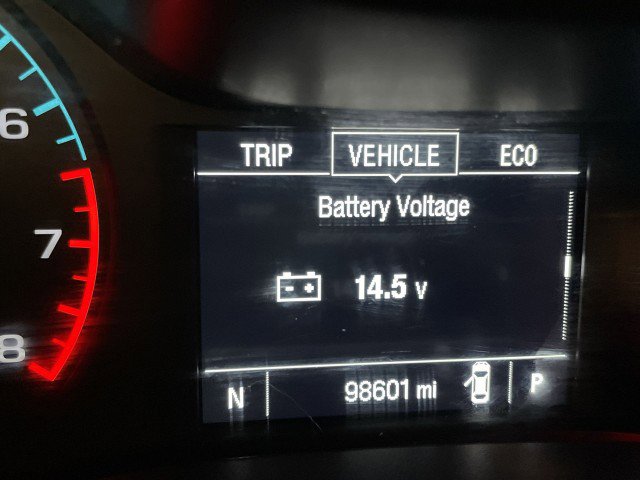 6
7
8
TRIP VEHICLE ECO
Battery Voltage
- +
14.5 V
N 98601 mi P